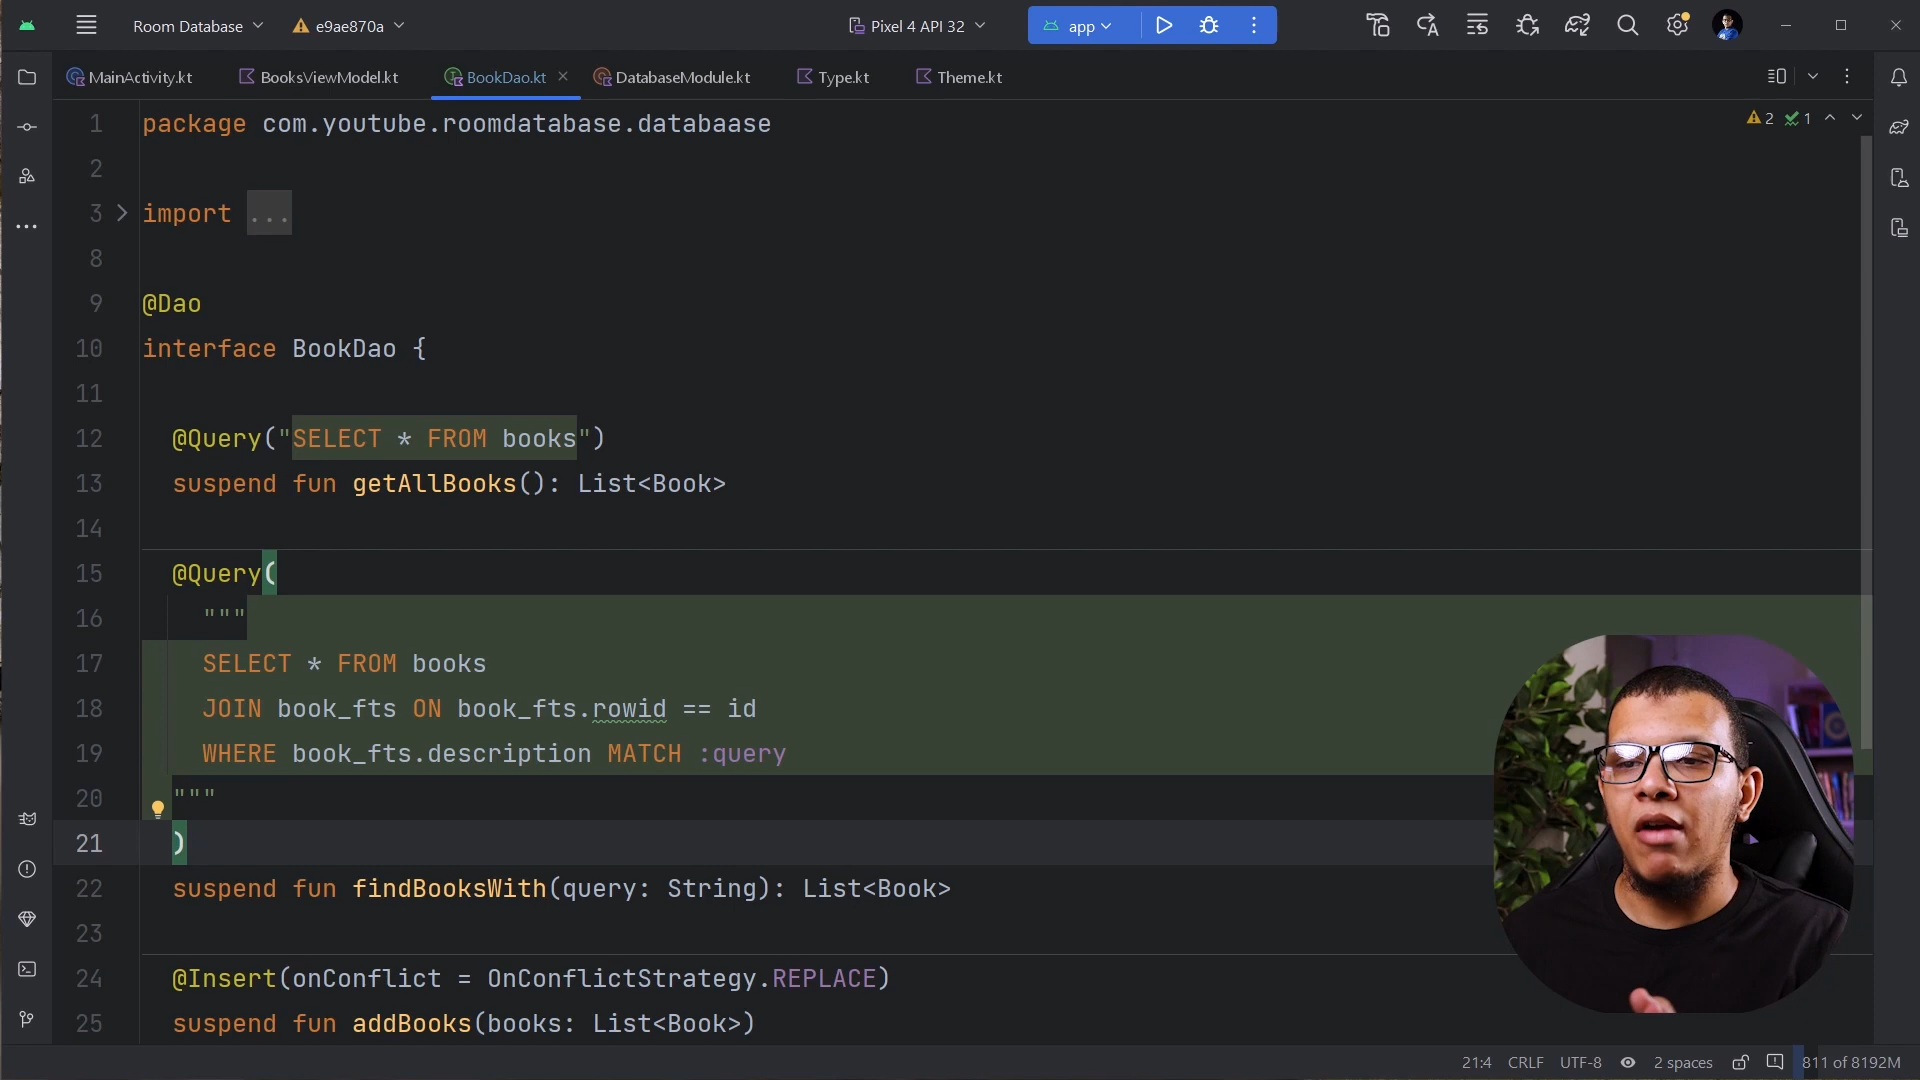 Room Database
e9ae870a
Pixel 4 API 32
app
MainActivity.kt
BooksViewModel.kt
BookDao.kt
DatabaseModule.kt
Type.kt
Theme.kt
2
1
1 package com.youtube.roomdatabase.databaase
2
3 import ...
8
9 @Dao
10 interface BookDao {
11
12 @Query("SELECT * FROM books")
13 suspend fun getAllBooks(): List<Book>
14
15 @Query(
16 """
17 SELECT * FROM books
18 JOIN book_fts ON book_fts.rowid == id
19 WHERE book_fts.description MATCH :query
20 """
21 )
22 suspend fun findBooksWith(query: String): List<Book>
23
24 @Insert(onConflict = OnConflictStrategy.REPLACE)
25 suspend fun addBooks(books: List<Book>)
21:4 CRLF UTF-8 2 spaces 811 of 8192M